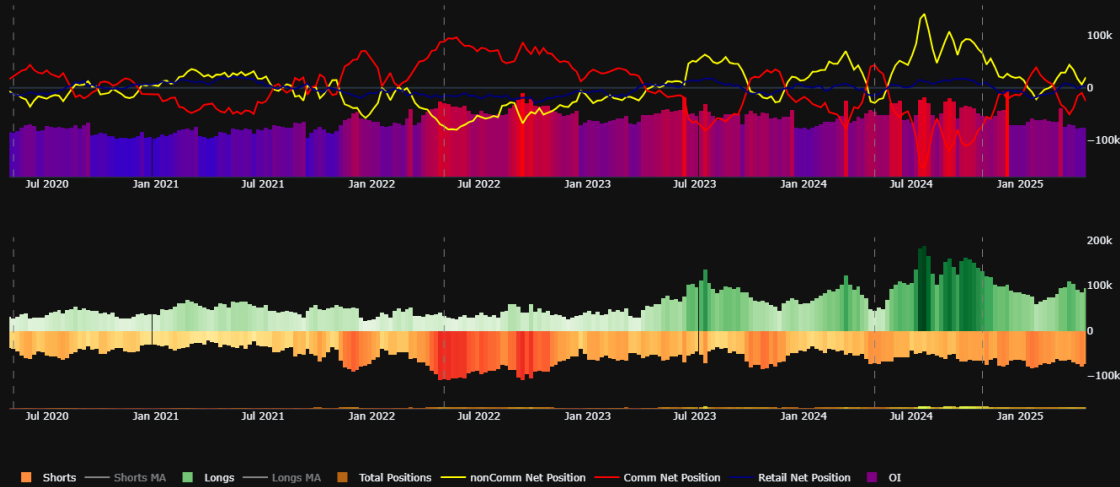 100k
0
−100k
Jul 2020 Jan 2021 Jul 2021 Jan 2022 Jul 2022 Jan 2023 Jul 2023 Jan 2024 Jul 2024 Jan 2025
200k
100k
0
−100k
Jul 2020 Jan 2021 Jul 2021 Jan 2022 Jul 2022 Jan 2023 Jul 2023 Jan 2024 Jul 2024 Jan 2025
Shorts Shorts MA Longs Longs MA Total Positions nonComm Net Position Comm Net Position Retail Net Position OI